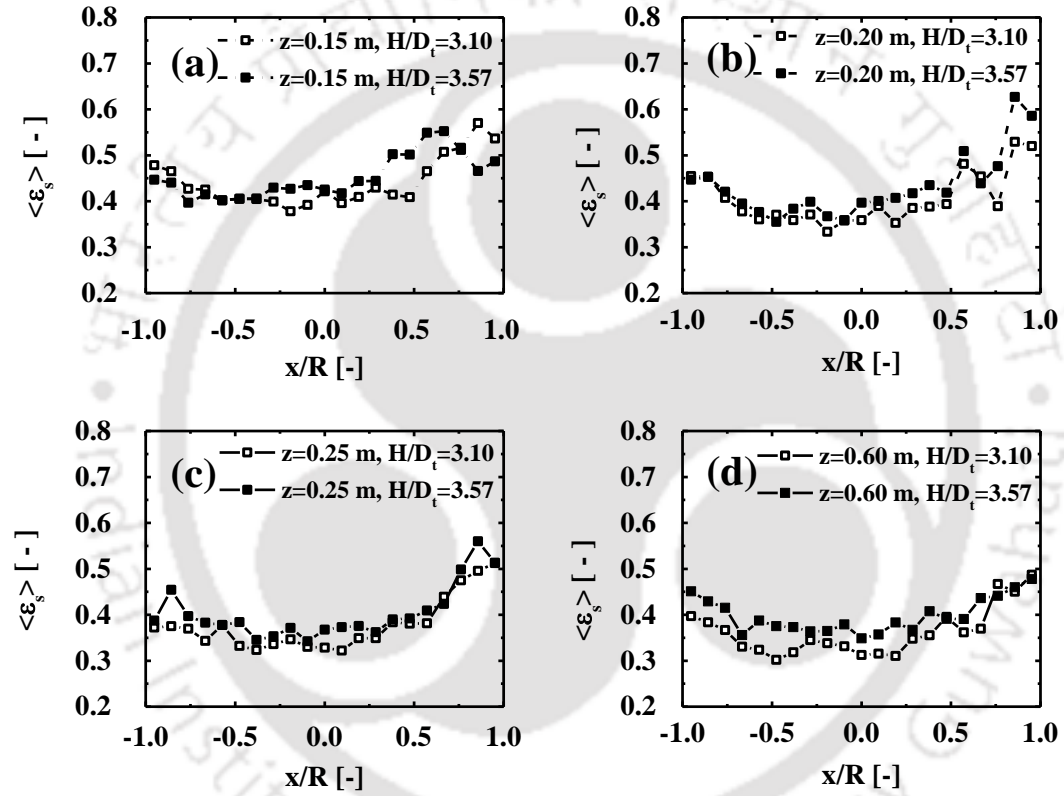 0.8
0.7
0.6
0.5
0.4
0.3
0.2
-1.0 -0.5 0.0 0.5 1.0
x/R [-]
<ε_s> [ - ]
(a)
z=0.15 m, H/D_t=3.10
z=0.15 m, H/D_t=3.57
0.8
0.7
0.6
0.5
0.4
0.3
0.2
-1.0 -0.5 0.0 0.5 1.0
x/R [-]
<ε_s> [ - ]
(b)
z=0.20 m, H/D_t=3.10
z=0.20 m, H/D_t=3.57
0.8
0.7
0.6
0.5
0.4
0.3
0.2
-1.0 -0.5 0.0 0.5 1.0
x/R [-]
<ε_s> [ - ]
(c)
z=0.25 m, H/D_t=3.10
z=0.25 m, H/D_t=3.57
0.8
0.7
0.6
0.5
0.4
0.3
0.2
-1.0 -0.5 0.0 0.5 1.0
x/R [-]
<ε_s> [ - ]
(d)
z=0.60 m, H/D_t=3.10
z=0.60 m, H/D_t=3.57
Indian Instit